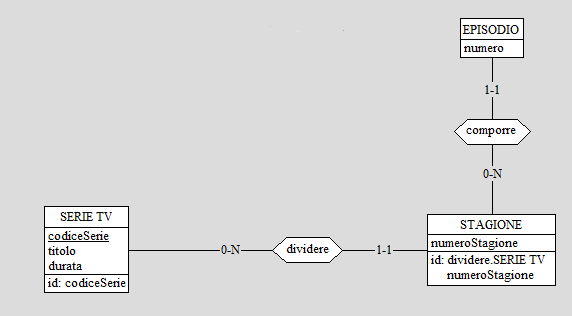 EPISODIO
numero
1-1
comporre
0-N
SERIE TV
codiceSerie
titolo
durata
id: codiceSerie
0-N
dividere
1-1
STAGIONE
numeroStagione
id: dividere.SERIE TV
numeroStagione